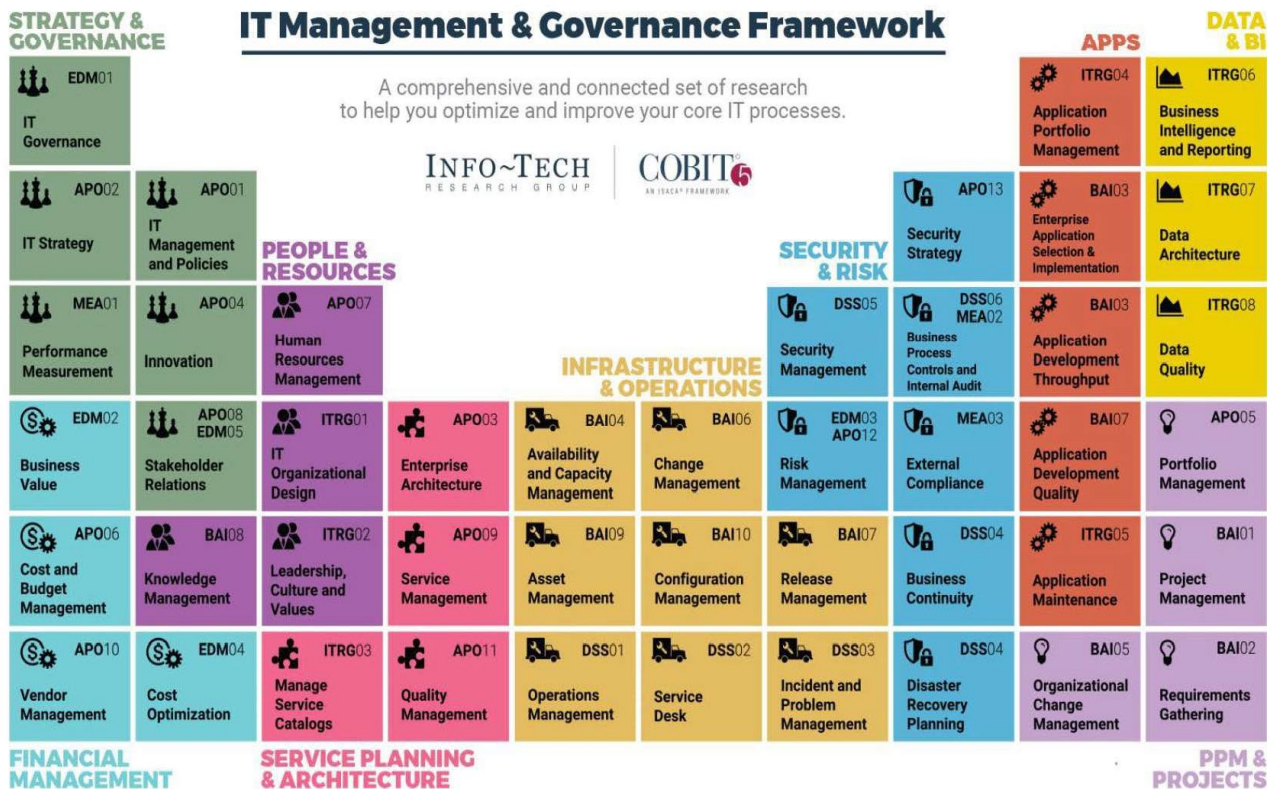 STRATEGY &
GOVERNANCE
IT Management & Governance Framework
A comprehensive and connected set of research
to help you optimize and improve your core IT processes.
INFO~TECH
RESEARCH GROUP
COBIT 5
AN ISACA® FRAMEWORK
APPS
DATA
& BI
EDM01
IT
Governance
ITRG04
Application
Portfolio
Management
ITRG06
Business
Intelligence
and Reporting
APO02
IT Strategy
APO01
IT
Management
and Policies
PEOPLE &
RESOURCES
SECURITY
& RISK
APO13
Security
Strategy
BAI03
Enterprise
Application
Selection &
Implementation
ITRG07
Data
Architecture
MEA01
Performance
Measurement
APO04
Innovation
APO07
Human
Resources
Management
INFRASTRUCTURE
& OPERATIONS
DSS05
Security
Management
DSS06
MEA02
Business
Process
Controls and
Internal Audit
BAI03
Application
Development
Throughput
ITRG08
Data
Quality
EDM02
Business
Value
APO08
EDM05
Stakeholder
Relations
ITRG01
IT
Organizational
Design
APO03
Enterprise
Architecture
BAI04
Availability
and Capacity
Management
BAI06
Change
Management
EDM03
APO12
Risk
Management
MEA03
External
Compliance
BAI07
Application
Development
Quality
APO05
Portfolio
Management
APO06
Cost and
Budget
Management
BAI08
Knowledge
Management
ITRG02
Leadership,
Culture and
Values
APO09
Service
Management
BAI09
Asset
Management
BAI10
Configuration
Management
BAI07
Release
Management
DSS04
Business
Continuity
ITRG05
Application
Maintenance
BAI01
Project
Management
APO10
Vendor
Management
EDM04
Cost
Optimization
ITRG03
Manage
Service
Catalogs
APO11
Quality
Management
DSS01
Operations
Management
DSS02
Service
Desk
DSS03
Incident and
Problem
Management
DSS04
Disaster
Recovery
Planning
BAI05
Organizational
Change
Management
BAI02
Requirements
Gathering
FINANCIAL
MANAGEMENT
SERVICE PLANNING
& ARCHITECTURE
PPM &
PROJECTS